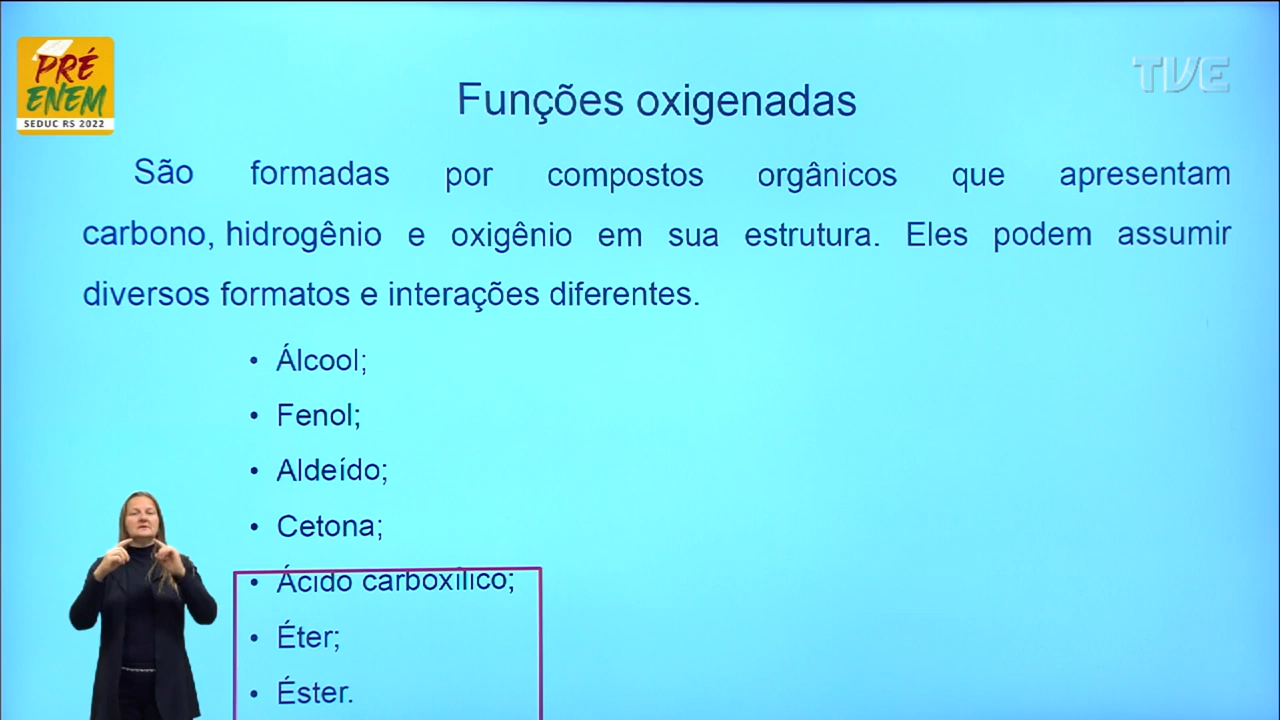 PRÉ
ENEM
SEDUC RS 2022
TVE
Funções oxigenadas
São formadas por compostos orgânicos que apresentam
carbono, hidrogênio e oxigênio em sua estrutura. Eles podem assumir
diversos formatos e interações diferentes.
• Álcool;
• Fenol;
• Aldeído;
• Cetona;
• Ácido carboxílico;
• Éter;
• Éster.